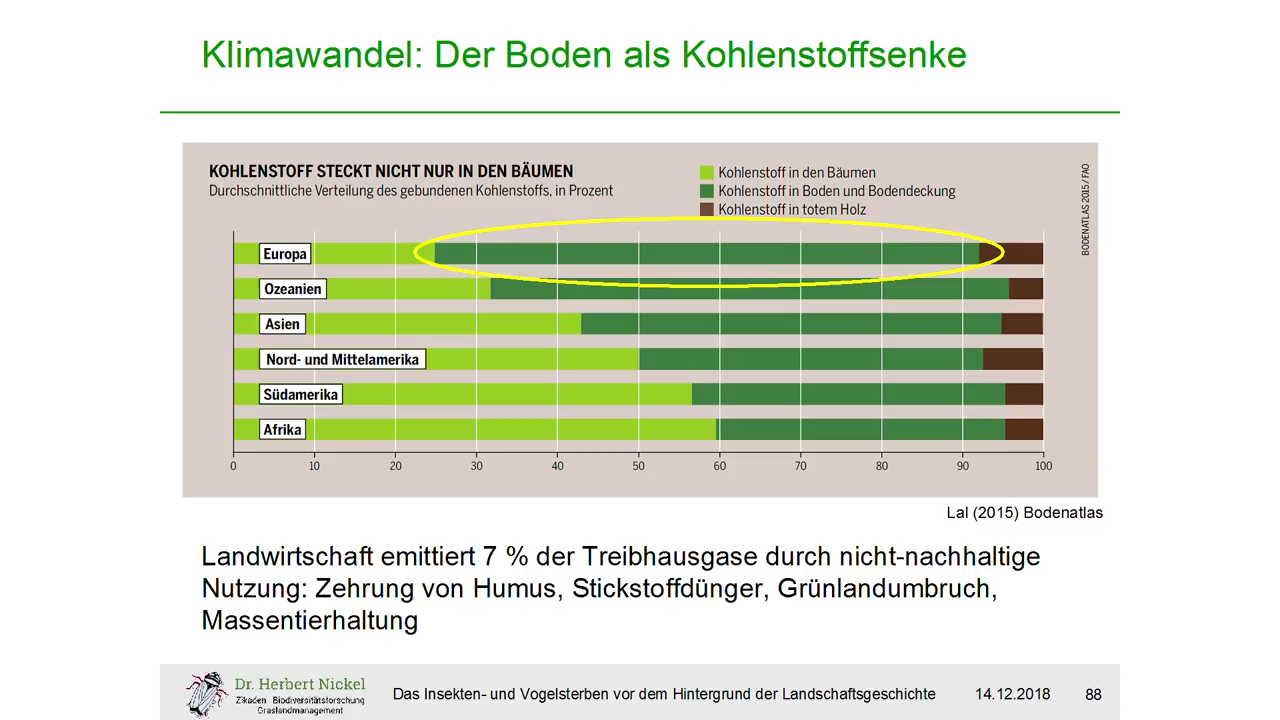 Klimawandel: Der Boden als Kohlenstoffsenke
KOHLENSTOFF STECKT NICHT NUR IN DEN BÄUMEN
Durchschnittliche Verteilung des gebundenen Kohlenstoffs, in Prozent
Kohlenstoff in den Bäumen
Kohlenstoff in Boden und Bodendeckung
Kohlenstoff in totem Holz
BODENATLAS 2015 / FAO
Europa
Ozeanien
Asien
Nord- und Mittelamerika
Südamerika
Afrika
0 10 20 30 40 50 60 70 80 90 100
Lal (2015) Bodenatlas
Landwirtschaft emittiert 7 % der Treibhausgase durch nicht-nachhaltige
Nutzung: Zehrung von Humus, Stickstoffdünger, Grünlandumbruch,
Massentierhaltung
Dr. Herbert Nickel
Zikaden Biodiversitätsforschung
Graslandmanagement
Das Insekten- und Vogelsterben vor dem Hintergrund der Landschaftsgeschichte 14.12.2018 88